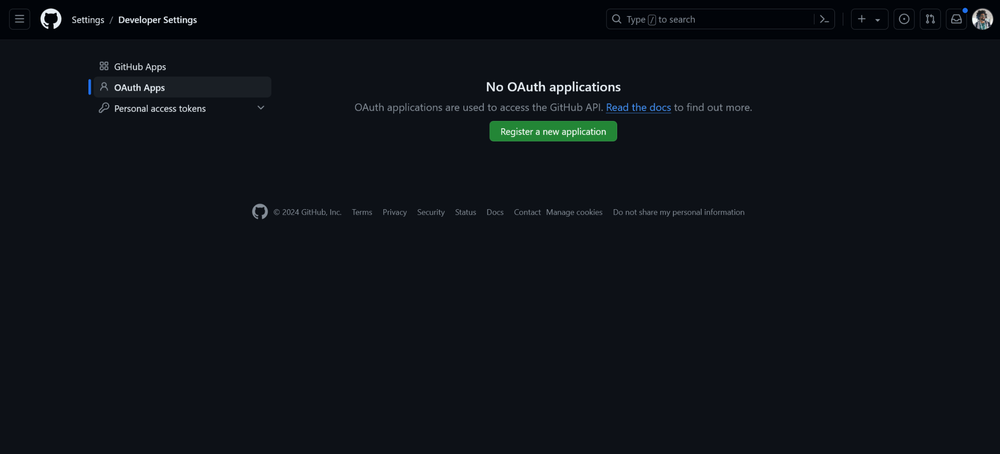 Settings / Developer Settings
Type / to search
GitHub Apps
OAuth Apps
Personal access tokens
No OAuth applications
OAuth applications are used to access the GitHub API. Read the docs to find out more.
Register a new application
© 2024 GitHub, Inc. Terms Privacy Security Status Docs Contact Manage cookies Do not share my personal information